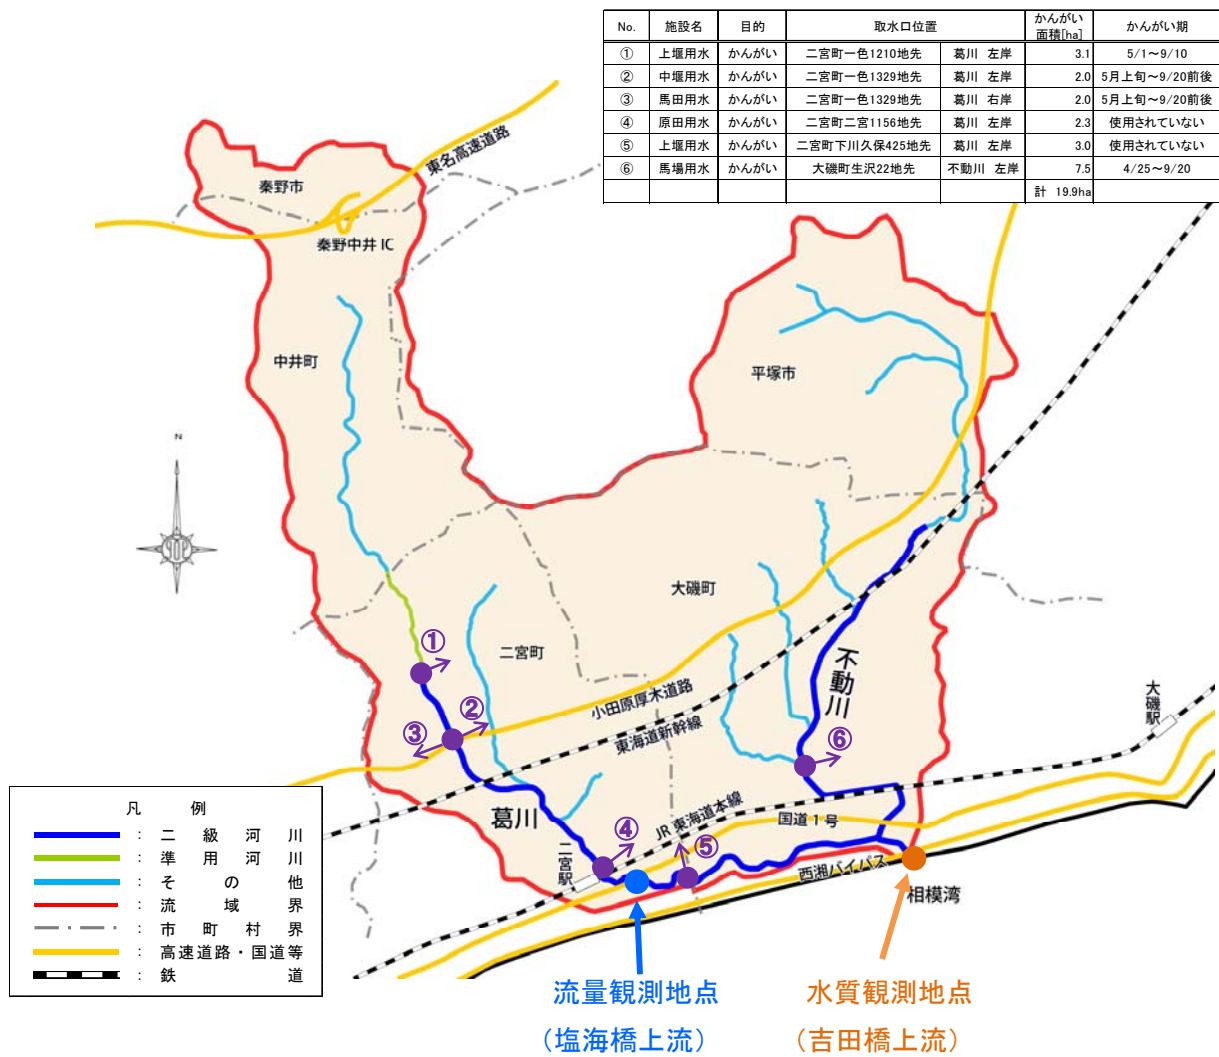 No. 施設名 目的 取水口位置 かんがい面積[ha] かんがい期
① 上堰用水 かんがい 二宮町一色1210地先 葛川 左岸 3.1 5/1～9/10
② 中堰用水 かんがい 二宮町一色1329地先 葛川 左岸 2.0 5月上旬～9/20前後
③ 馬田用水 かんがい 二宮町一色1329地先 葛川 右岸 2.0 5月上旬～9/20前後
④ 原田用水 かんがい 二宮町二宮1156地先 葛川 左岸 2.3 使用されていない
⑤ 上堰用水 かんがい 二宮町下川久保425地先 葛川 左岸 3.0 使用されていない
⑥ 馬場用水 かんがい 大磯町生沢22地先 不動川 左岸 7.5 4/25～9/20
計 19.9ha
東名高速道路
秦野市
秦野中井 IC
中井町
平塚市
N
大磯町
①
二宮町
不動川
小田原厚木道路
②
③
東海道新幹線
大磯駅
⑥
葛川
JR 東海道本線
国道1号
④
⑤
二宮駅
西湘バイパス
相模湾
凡例
： 二級河川
： 準用河川
： その他
： 流域界
： 市町村界
： 高速道路・国道等
： 鉄道
流量観測地点
（塩海橋上流）
水質観測地点
（吉田橋上流）